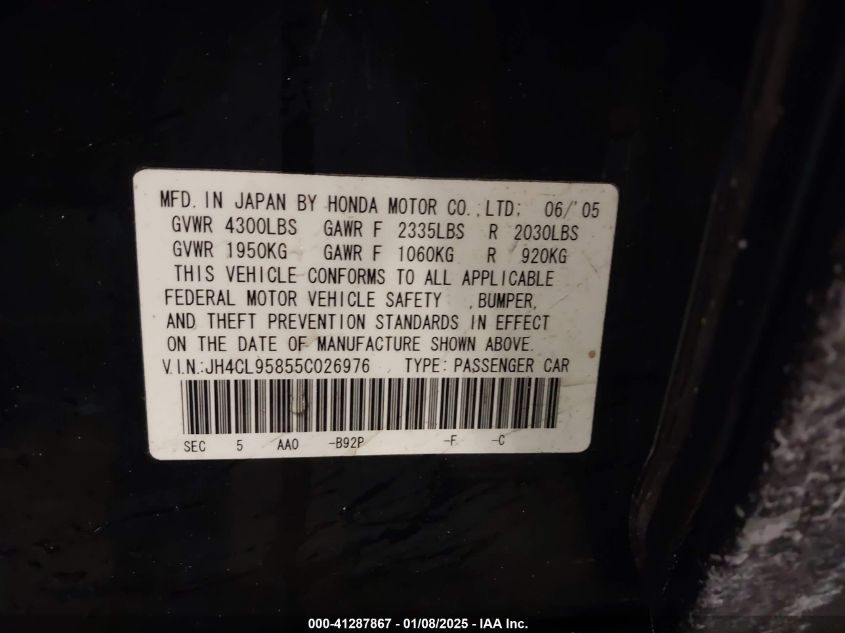 MFD. IN JAPAN BY HONDA MOTOR CO.,LTD; 06/'05
GVWR 4300LBS GAWR F 2335LBS R 2030LBS
GVWR 1950KG GAWR F 1060KG R 920KG
THIS VEHICLE CONFORMS TO ALL APPLICABLE
FEDERAL MOTOR VEHICLE SAFETY ,BUMPER,
AND THEFT PREVENTION STANDARDS IN EFFECT
ON THE DATE OF MANUFACTURE SHOWN ABOVE.
V.I.N.:JH4CL95855C026976 TYPE: PASSENGER CAR
SEC 5 AAO -B92P -F -C
000-41287867 - 01/08/2025 - IAA Inc.